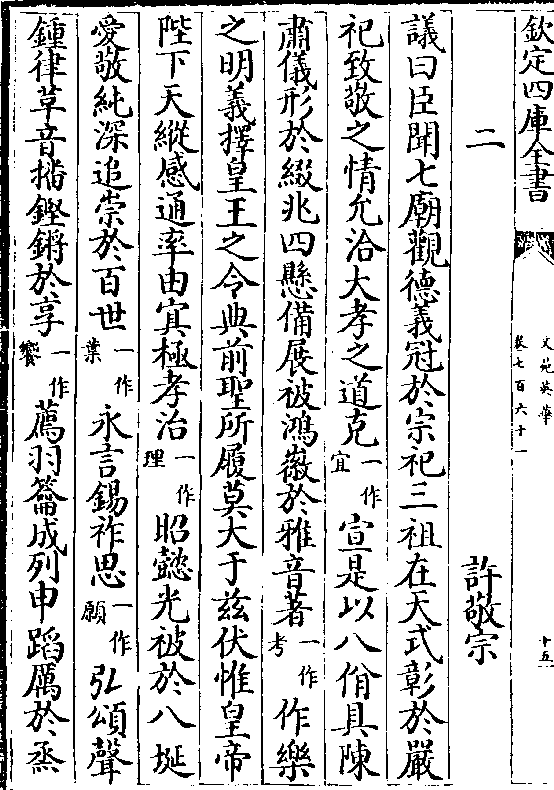 欽定四庫全書
文苑英華
卷七百六十一
十五
二
許敬宗
議曰臣聞七廟觀德義冠於宗祀三祖在天式彰於嚴
祀致敬之情允洽大孝之道克一作宜宣是以八佾具陳
肅儀形於綴兆四懸備展被鴻徽於雅音著一作考作樂
之明義擇皇王之令典前聖所履莫大于兹伏惟皇帝
陛下天縱感通率由寘極孝治一作理昭懿光被於八埏
愛敬純深追崇於百世一作葉永言錫祚思一作願弘頌聲
鍾律草音播鏗鏘於享一作饗薦羽籥成列申蹈厲於烝